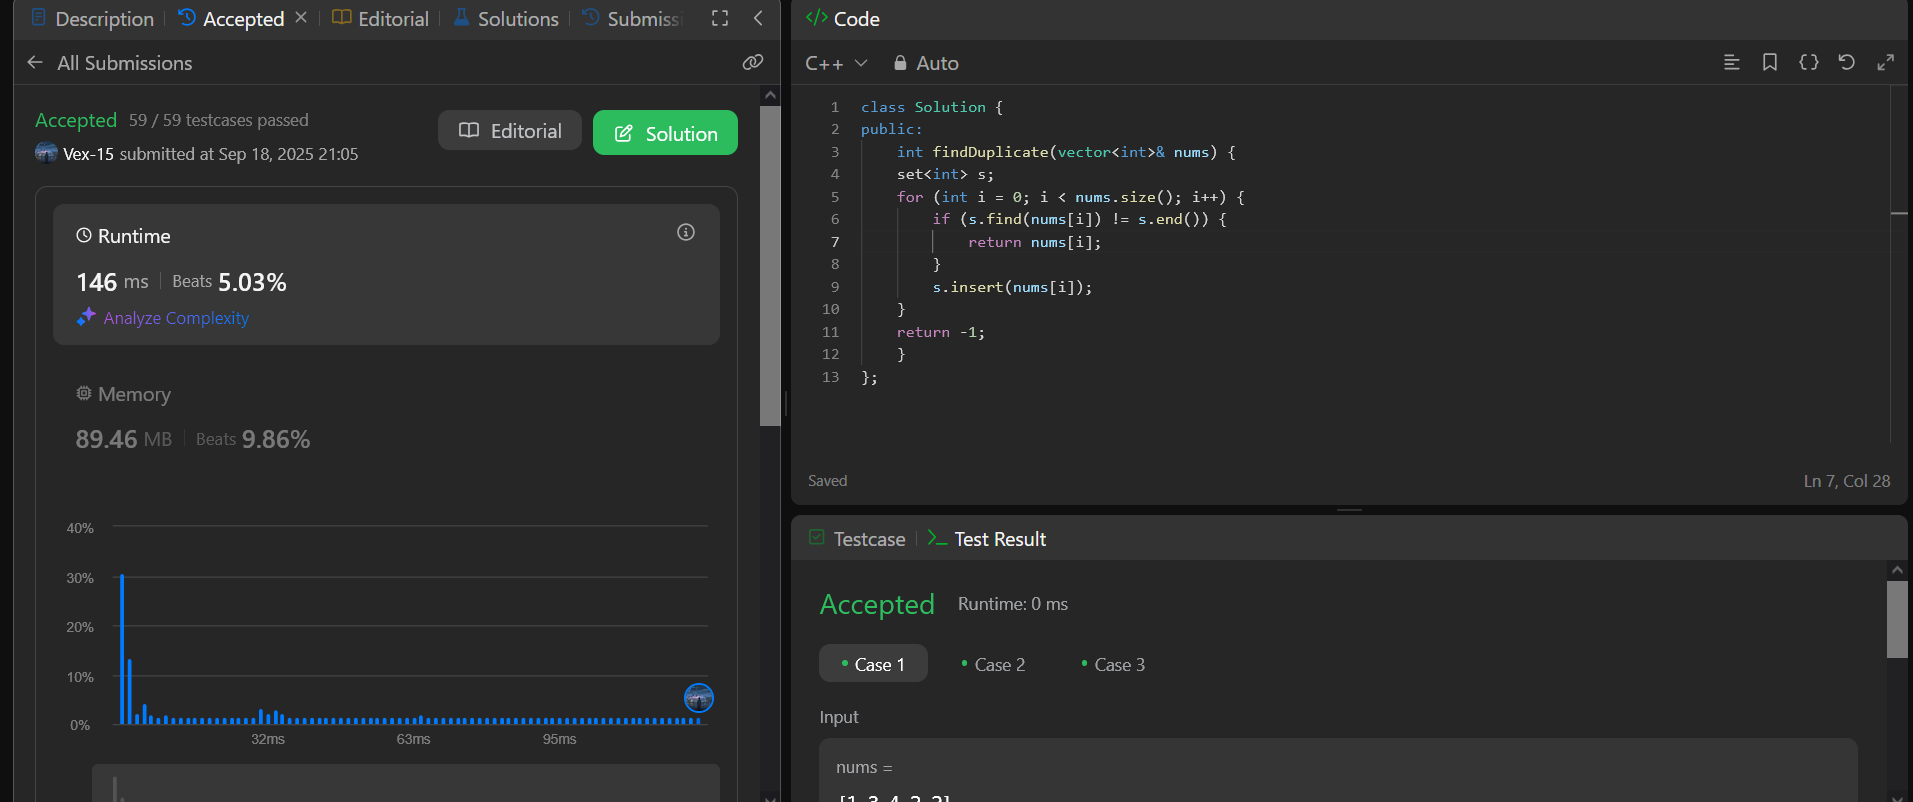 Description
Accepted
Editorial
Solutions
Submiss
All Submissions
Accepted 59 / 59 testcases passed
Vex-15 submitted at Sep 18, 2025 21:05
Editorial
Solution
Runtime
146 ms Beats 5.03%
Analyze Complexity
Memory
89.46 MB Beats 9.86%
40%
30%
20%
10%
0%
32ms 63ms 95ms
</> Code
C++ Auto
1 class Solution {
2 public:
3     int findDuplicate(vector<int>& nums) {
4     set<int> s;
5     for (int i = 0; i < nums.size(); i++) {
6         if (s.find(nums[i]) != s.end()) {
7             return nums[i];
8         }
9         s.insert(nums[i]);
10     }
11     return -1;
12     }
13 };
Saved
Ln 7, Col 28
Testcase
Test Result
Accepted Runtime: 0 ms
Case 1
Case 2
Case 3
Input
nums =